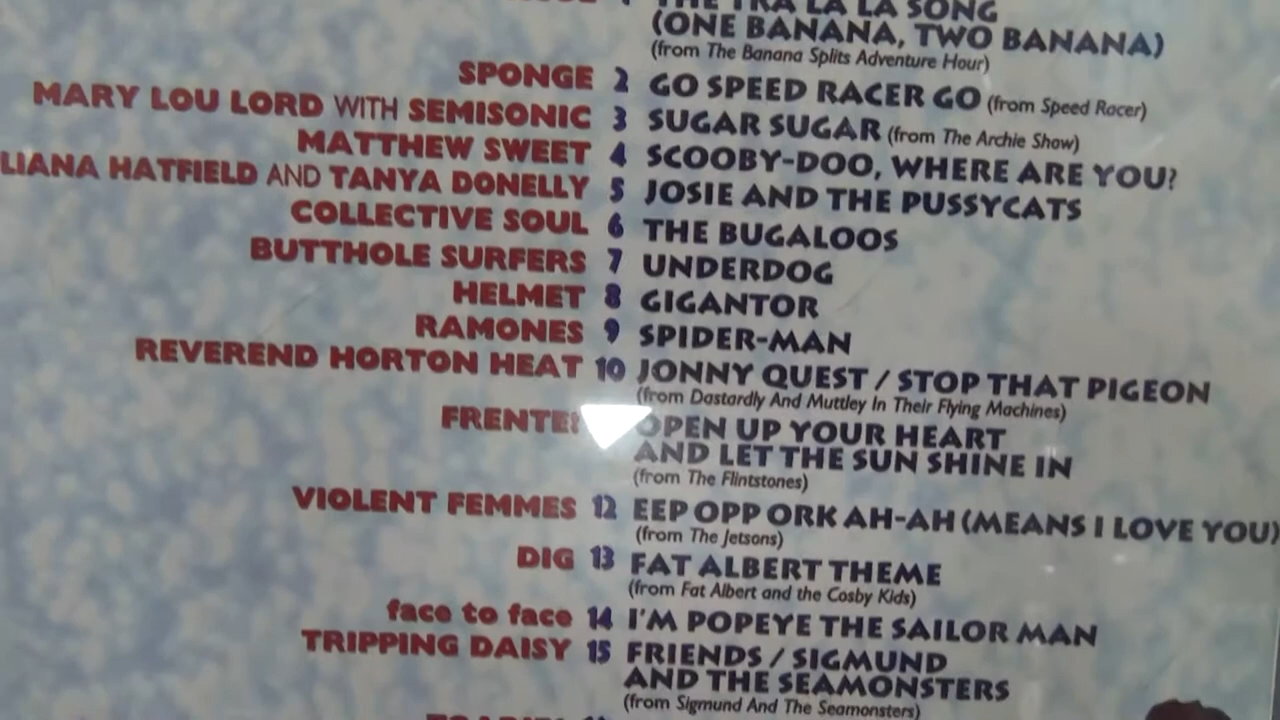 THE TRA LA LA SONG
(ONE BANANA, TWO BANANA)
(from The Banana Splits Adventure Hour)
SPONGE 2 GO SPEED RACER GO (from Speed Racer)
MARY LOU LORD WITH SEMISONIC 3 SUGAR SUGAR (from The Archie Show)
MATTHEW SWEET 4 SCOOBY-DOO, WHERE ARE YOU?
LIANA HATFIELD AND TANYA DONELLY 5 JOSIE AND THE PUSSYCATS
COLLECTIVE SOUL 6 THE BUGALOOS
BUTTHOLE SURFERS 7 UNDERDOG
HELMET 8 GIGANTOR
RAMONES 9 SPIDER-MAN
REVEREND HORTON HEAT 10 JONNY QUEST / STOP THAT PIGEON
(from Dastardly And Muttley In Their Flying Machines)
FRENTE! OPEN UP YOUR HEART
AND LET THE SUN SHINE IN
(from The Flintstones)
VIOLENT FEMMES 12 EEP OPP ORK AH-AH (MEANS I LOVE YOU)
(from The Jetsons)
DIG 13 FAT ALBERT THEME
(from Fat Albert and the Cosby Kids)
face to face 14 I'M POPEYE THE SAILOR MAN
TRIPPING DAISY 15 FRIENDS / SIGMUND
AND THE SEAMONSTERS
(from Sigmund And The Seamonsters)